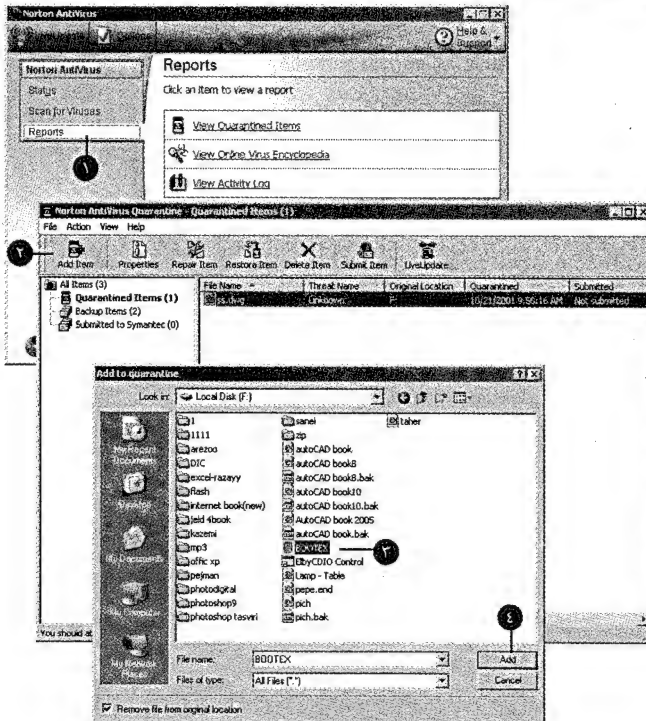 Norton AntiVirus
Help &
Support
Norton AntiVirus
Status
Scan for Viruses
Reports
۱
Reports
Click an item to view a report
View Quarantined Items
View Online Virus Encyclopedia
View Activity Log
Norton AntiVirus Quarantine - Quarantined Items (1)
File Action View Help
۲
Add Item Properties Repair Item Restore Item Delete Item Submit Item LiveUpdate
All Items (3)
Quarantined Items (1)
Backup Items (2)
Submitted to Symantec (0)
File Name Threat Name Original Location Quarantined Submitted
ss.dwg Unknown F: 10/21/2001 9:56:16 AM Not submitted
You should at
Add to quarantine
Look in: Local Disk (F:)
My Recent
Documents
Desktop
My Documents
My Computer
My Network
Places
1
1111
arezoo
DIC
excel-razayy
flash
internet book(new)
jeld 4book
kazemi
mp3
offic xp
pejman
photodigital
photoshop9
photoshop tasviri
sanei
zip
autoCAD book
autoCAD book8
autoCAD book8.bak
autoCAD book10
autoCAD book10.bak
AutoCAD book 2005
autoCAD book.bak
BOOTEX
۳
ElbyCDIO Control
Lamp - Table
pepe.end
pich
pich.bak
taher
٤
File name: BOOTEX Add
Files of type: All Files (*.*) Cancel
Remove file from original location